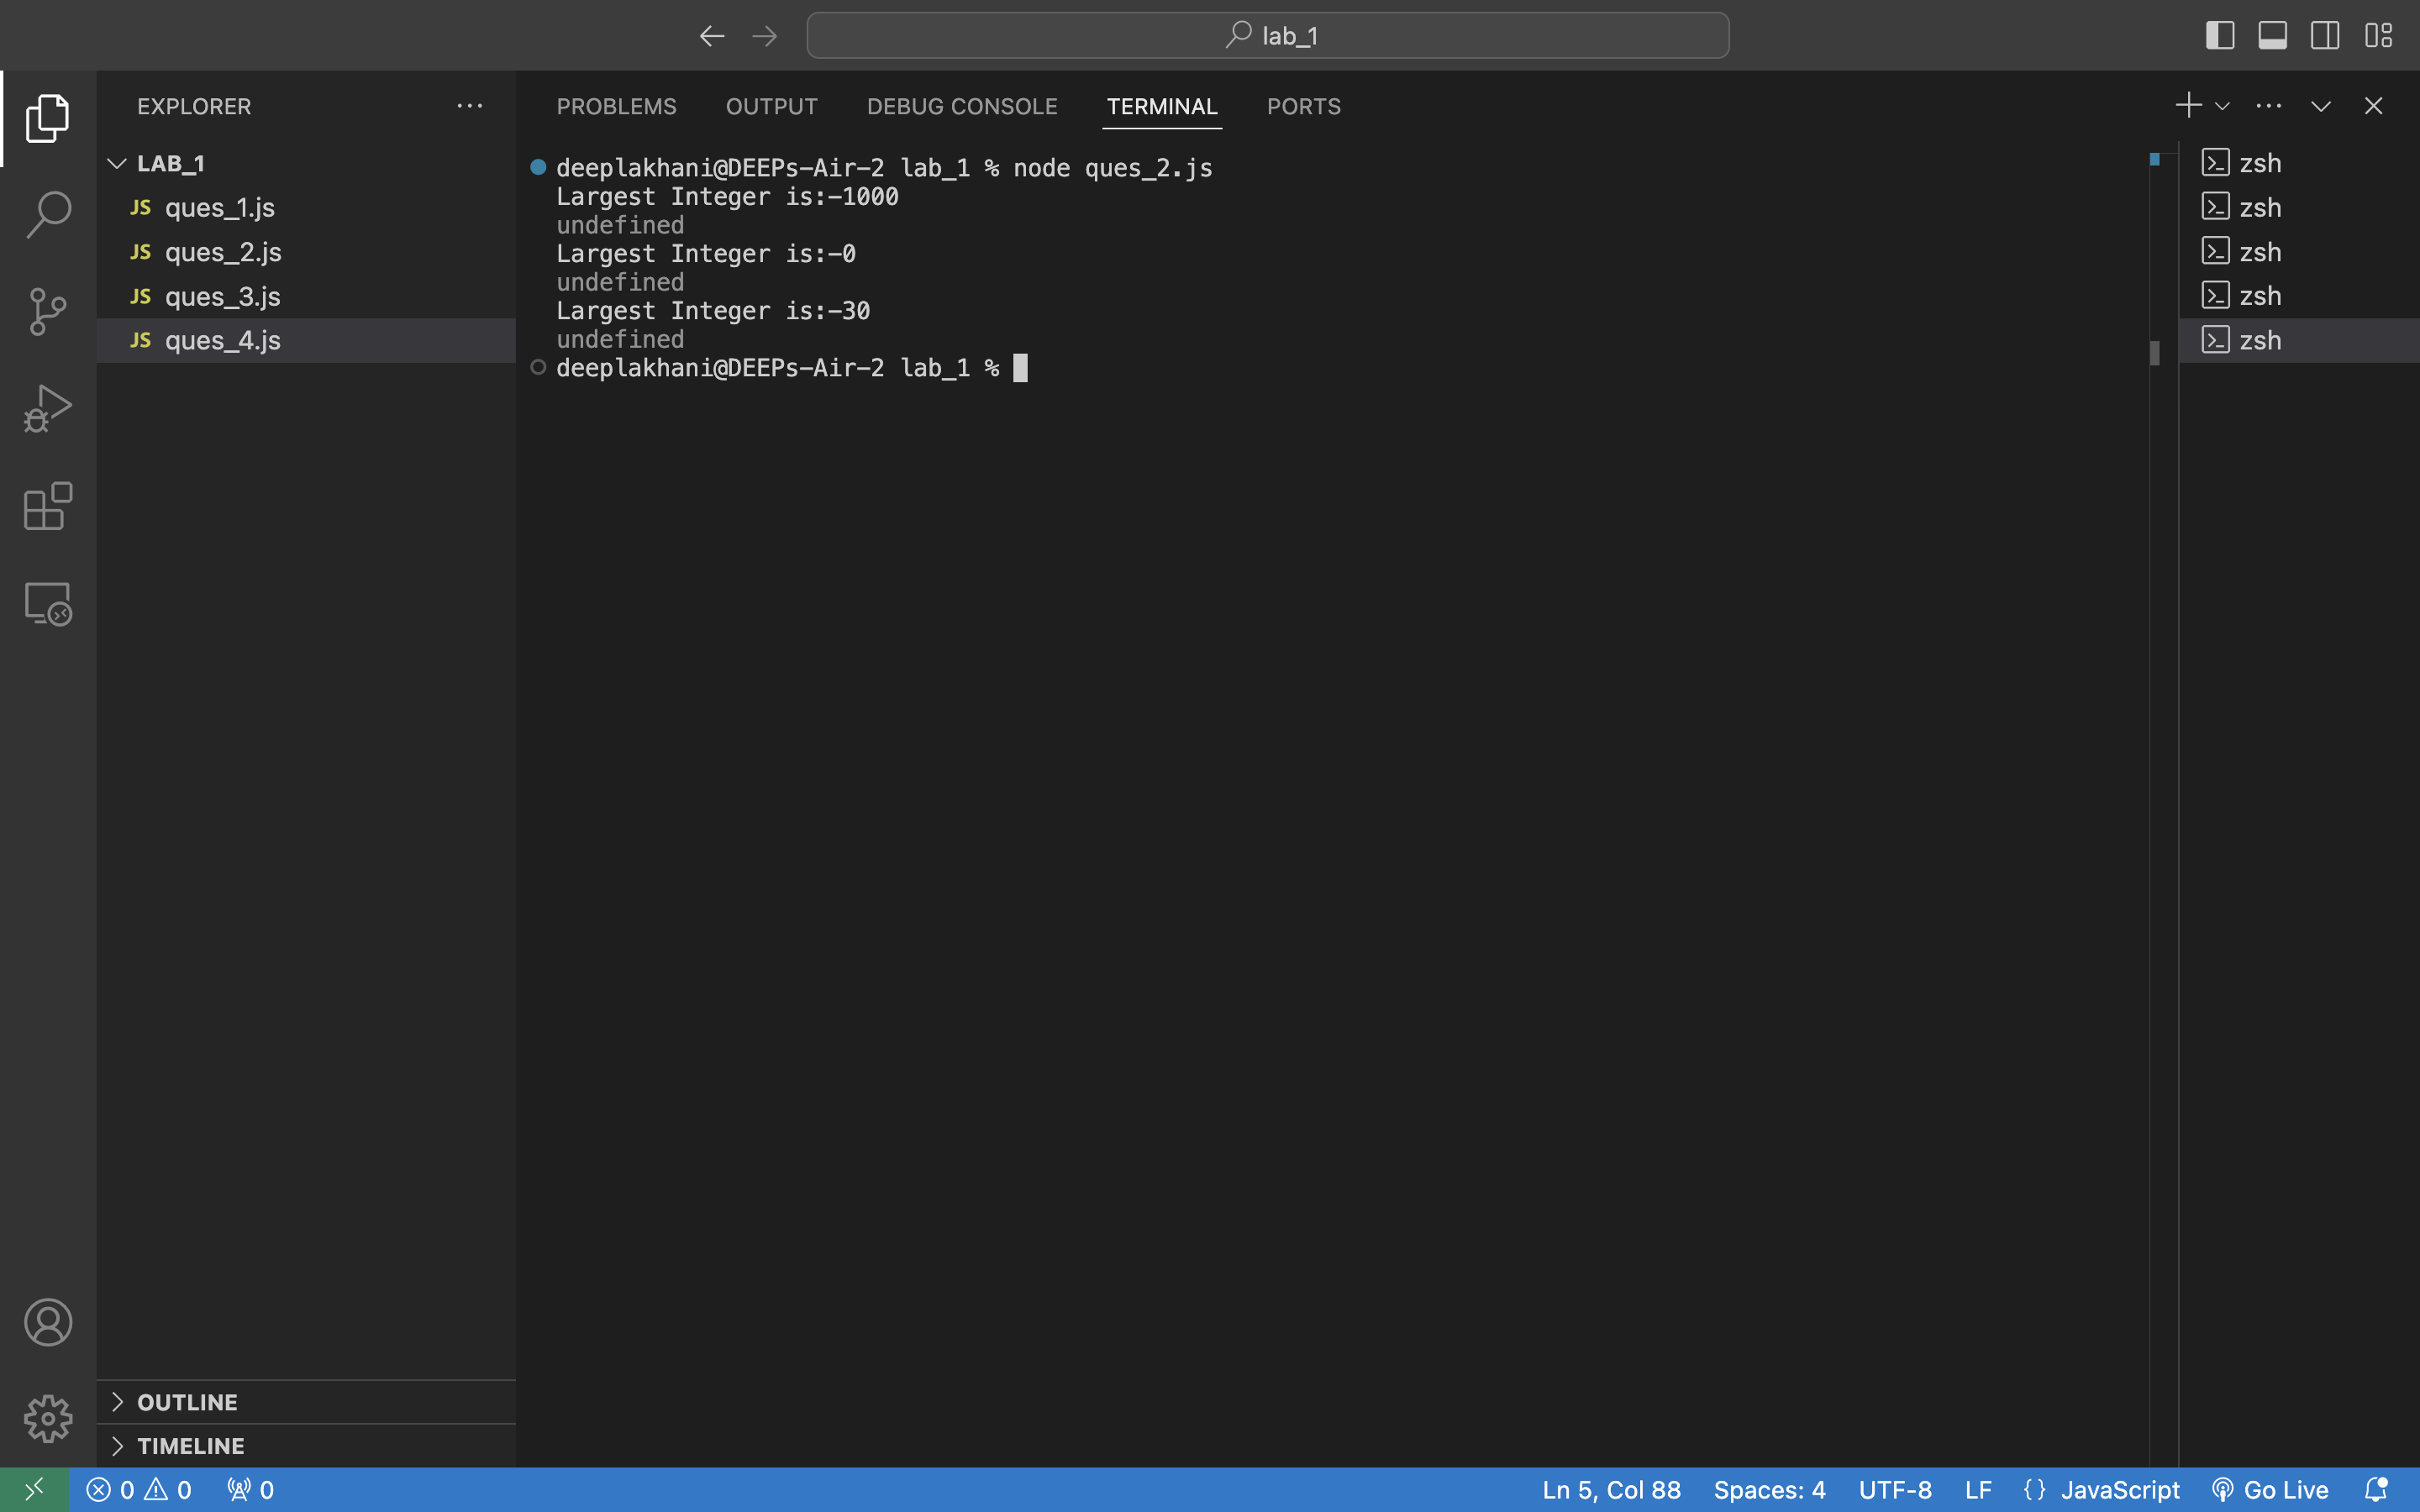 lab_1
EXPLORER
LAB_1
JS ques_1.js
JS ques_2.js
JS ques_3.js
JS ques_4.js
OUTLINE
TIMELINE
PROBLEMS OUTPUT DEBUG CONSOLE TERMINAL PORTS
deeplakhani@DEEPs-Air-2 lab_1 % node ques_2.js
Largest Integer is:-1000
undefined
Largest Integer is:-0
undefined
Largest Integer is:-30
undefined
deeplakhani@DEEPs-Air-2 lab_1 %
zsh
zsh
zsh
zsh
zsh
0 0 0 Ln 5, Col 88 Spaces: 4 UTF-8 LF {} JavaScript Go Live